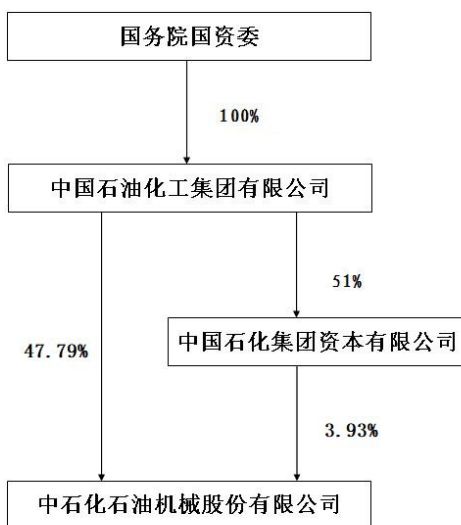 国务院国资委
100%
中国石油化工集团有限公司
51%
中国石化集团资本有限公司
47.79%
3.93%
中石化石油机械股份有限公司